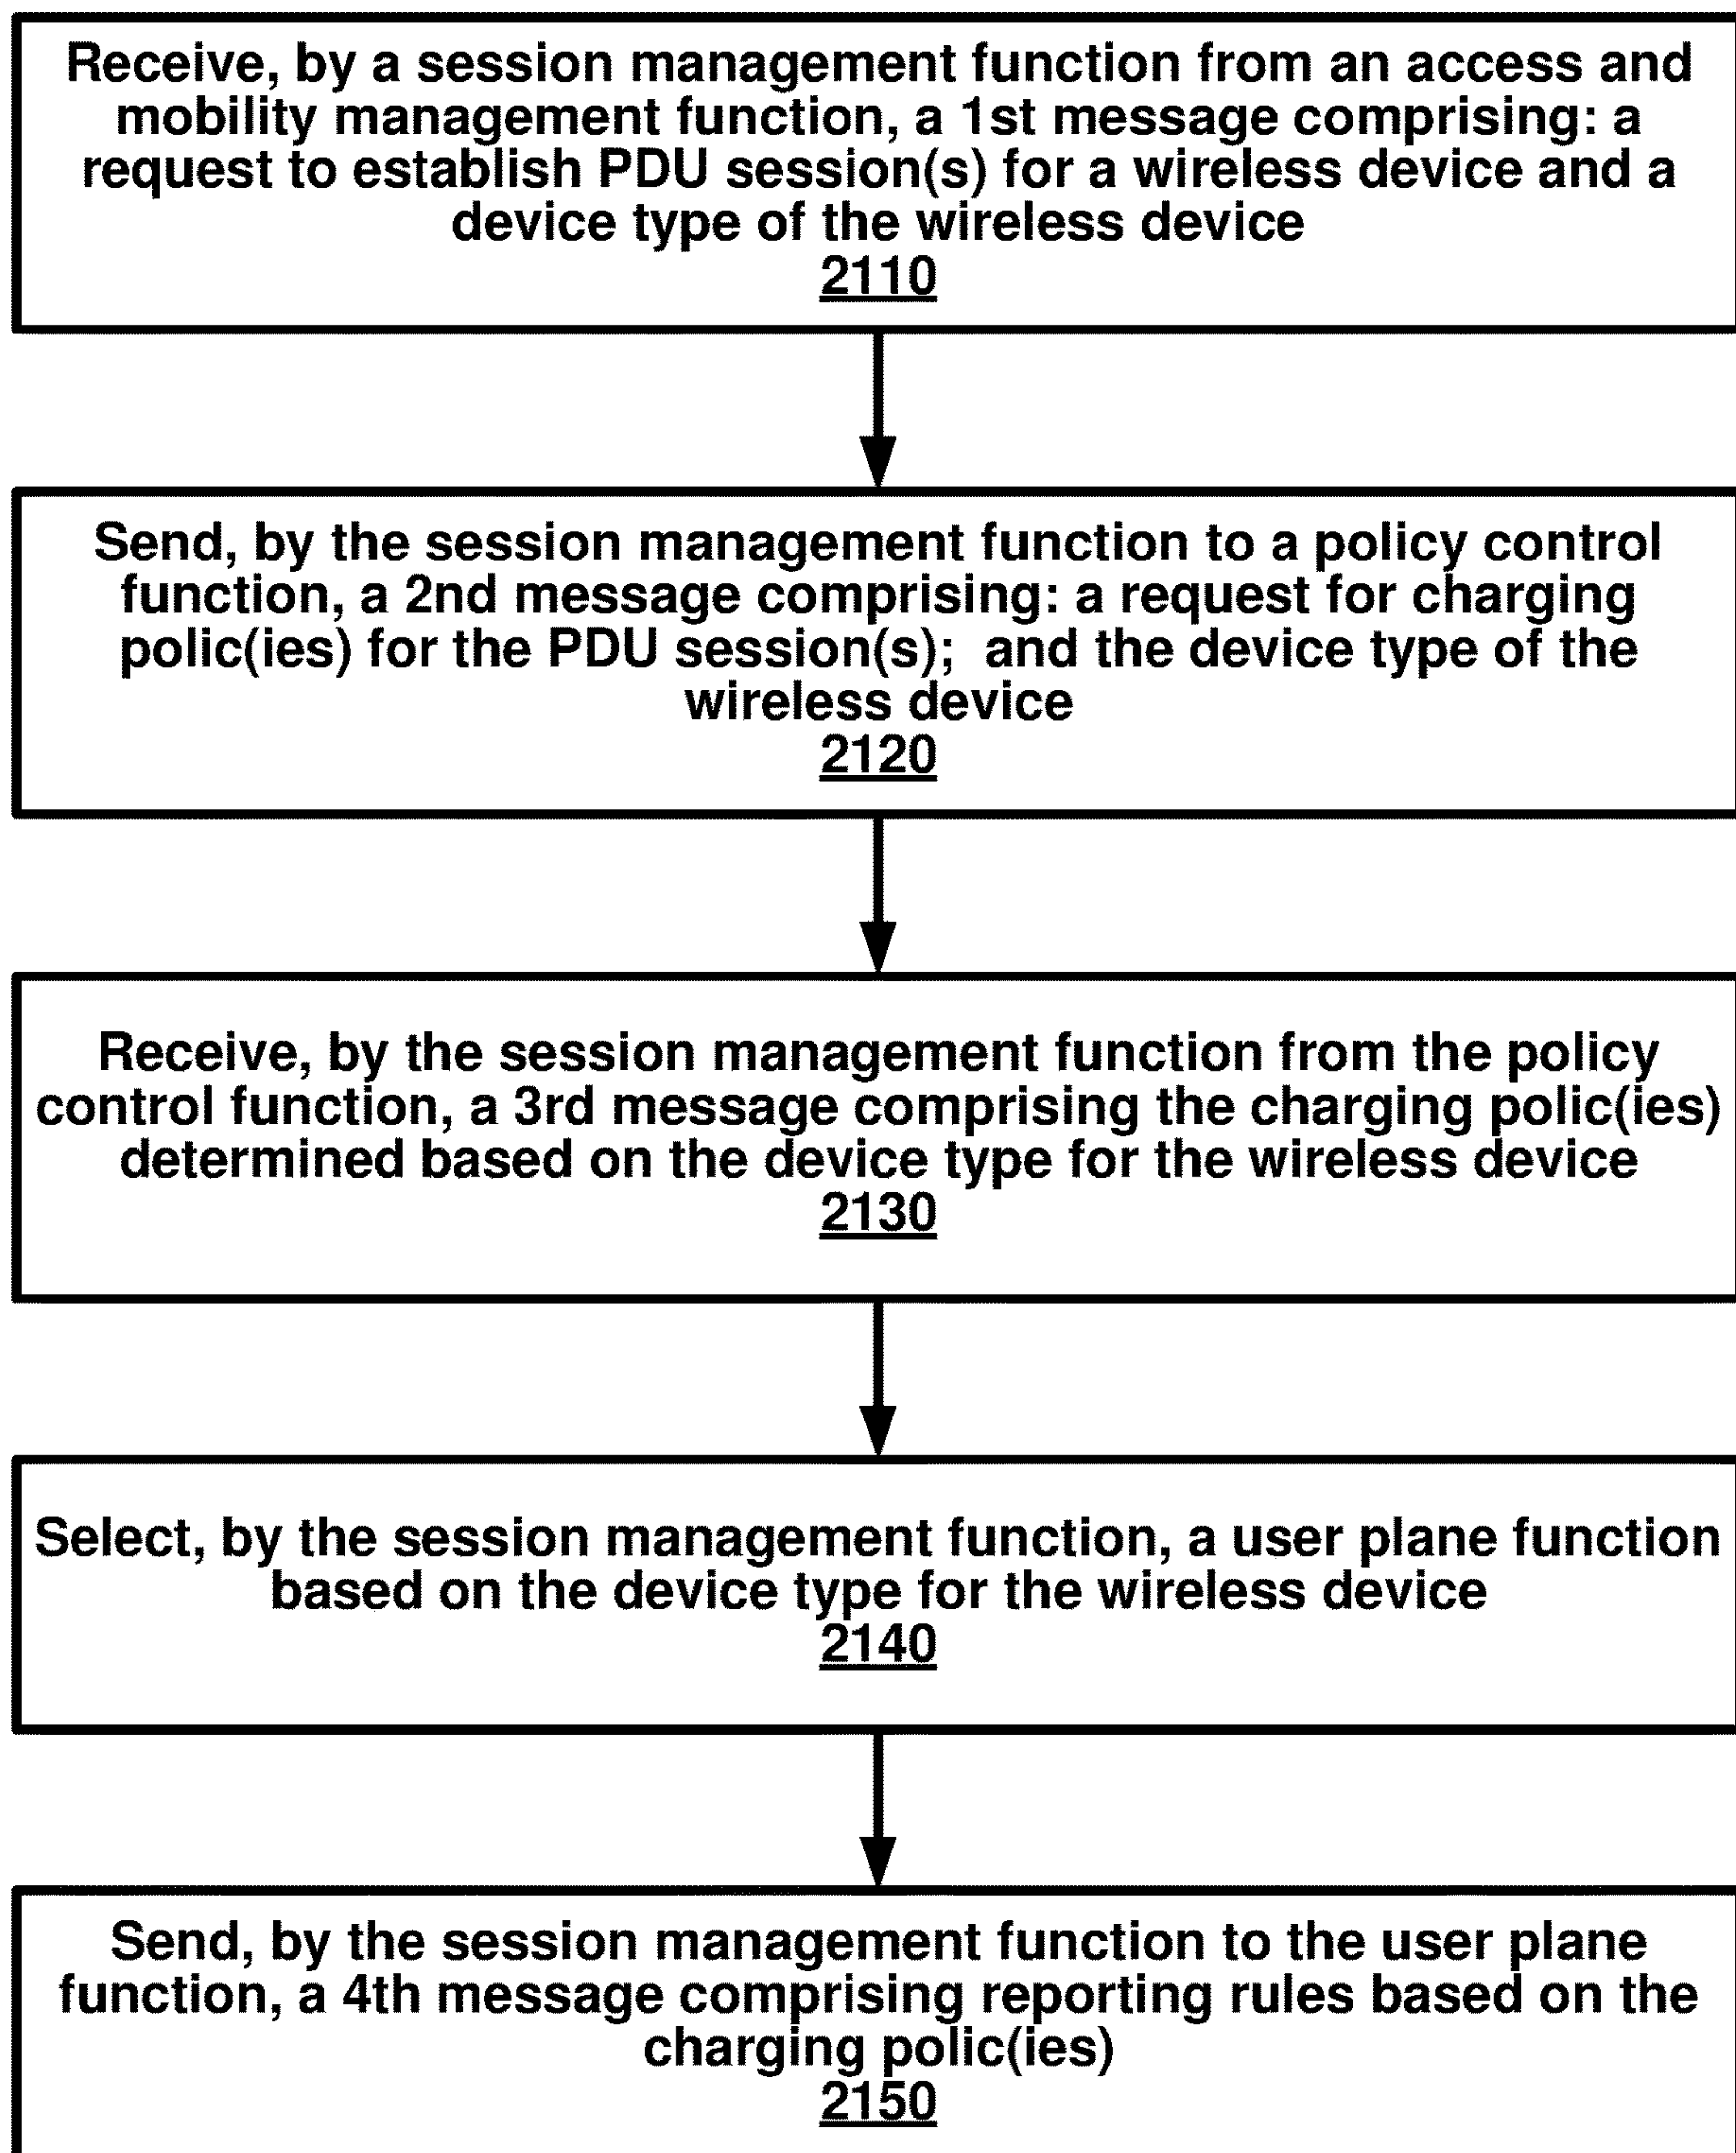 Receive, by a session management function from an access and
mobility management function, a 1st message comprising: a
request to establish PDU session(s) for a wireless device and a
device type of the wireless device
2110
Send, by the session management function to a policy control
function, a 2nd message comprising: a request for charging
polic(ies) for the PDU session(s);  and the device type of the
wireless device
2120
Receive, by the session management function from the policy
control function, a 3rd message comprising the charging polic(ies)
determined based on the device type for the wireless device
2130
Select, by the session management function, a user plane function
based on the device type for the wireless device
2140
Send, by the session management function to the user plane
function, a 4th message comprising reporting rules based on the
charging polic(ies)
2150